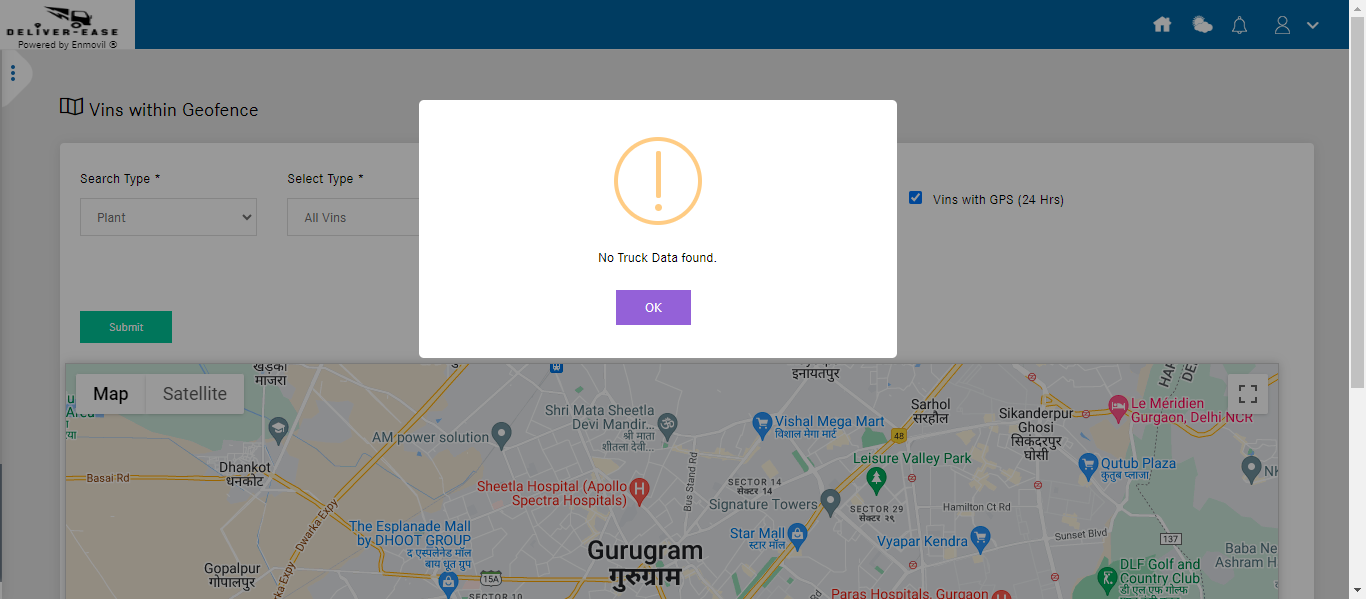 DELIVER-EASE
Powered by Enmovil ®
Vins within Geofence
Search Type *
Select Type *
Plant
All Vins
Vins with GPS (24 Hrs)
No Truck Data found.
OK
Submit
Map
Satellite
माजरा
इनायतपुर
Shri Mata Sheetla
Devi Mandir...
श्री माता
शीतला देवी...
AM power solution
Vishal Mega Mart
विशाल मेगा मार्ट
Sarhol
सरहौल
48
Sikanderpur
Ghosi
सिकंदरपुर
घोसी
Le Méridien
Gurgaon, Delhi NCR
Leisure Valley Park
Qutub Plaza
कुतुब प्लाजा
Dhankot
धनकोट
Basai Rd
Bus Stand Rd
Sheetla Hospital (Apollo
Spectra Hospitals)
SECTOR 14
सेक्टर 14
Signature Towers
SECTOR 29
सेक्टर २९
Hamilton Ct Rd
Dwarka Expy
The Esplanade Mall
by DHOOT GROUP
द एस्प्लेनेड मॉल
बाय धूत ग्रुप
Star Mall
स्टार मॉल
Vyapar Kendra
Sunset Blvd
137
Gurugram
गुरुग्राम
Baba Ne
Ashram H
Gopalpur
गोपालपुर
15A
DLF Golf and
Country Club
डी एल एफ गोल्फ
SECTOR 10
Paras Hospitals, Gurgaon